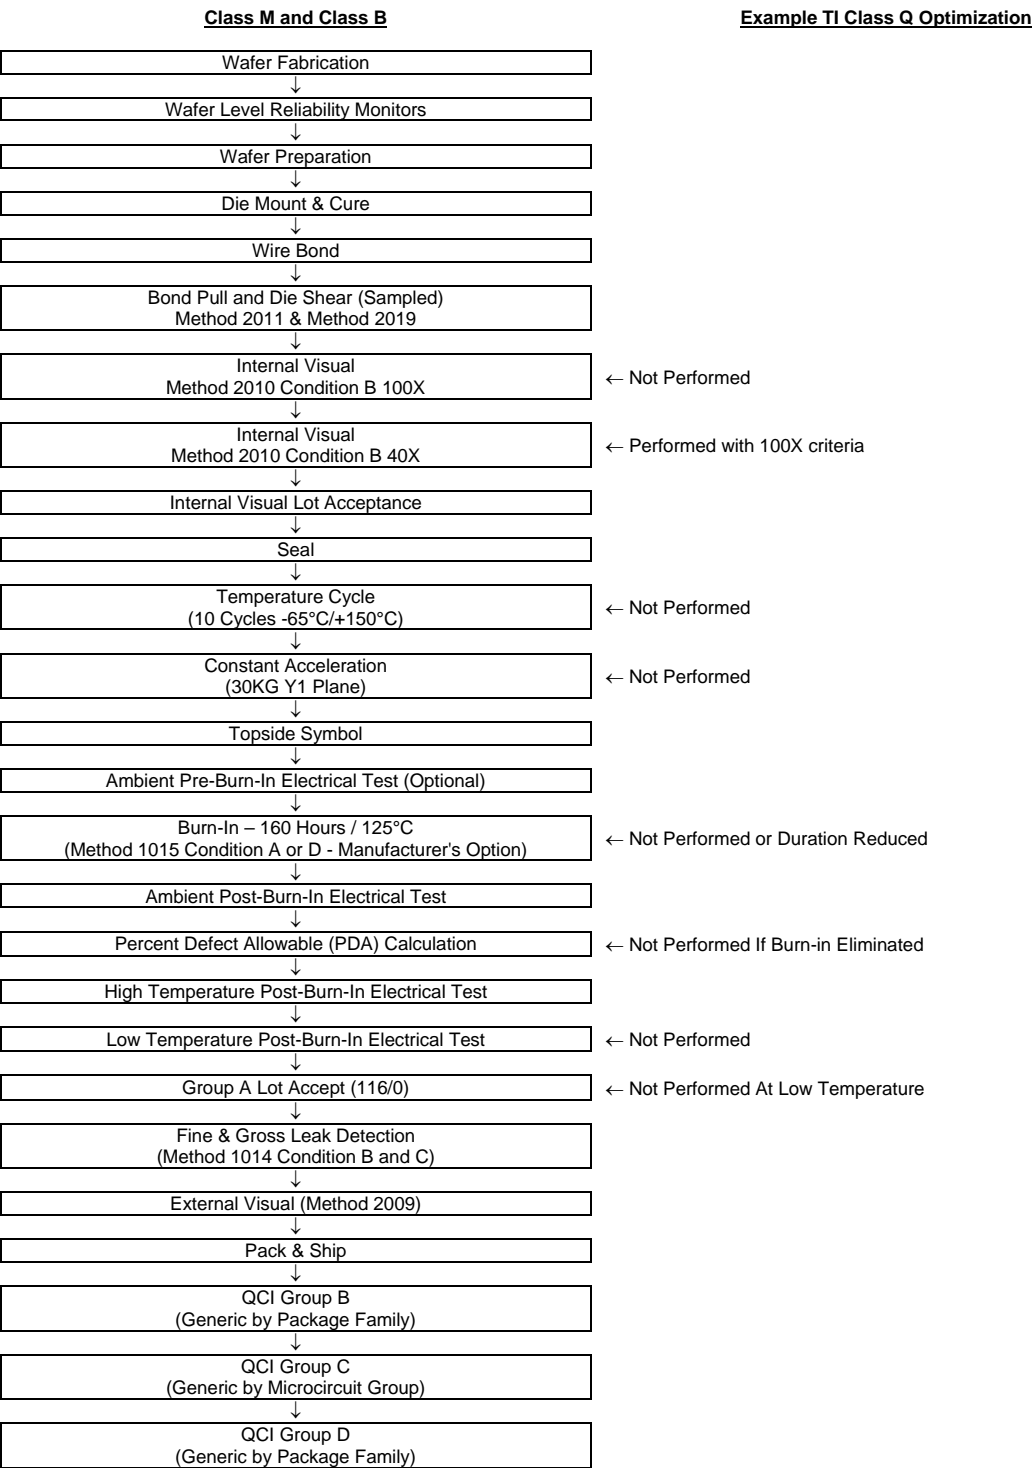 Class M and Class B
Example TI Class Q Optimization
Wafer Fabrication
↓
Wafer Level Reliability Monitors
↓
Wafer Preparation
↓
Die Mount & Cure
↓
Wire Bond
↓
Bond Pull and Die Shear (Sampled)
Method 2011 & Method 2019
↓
Internal Visual
Method 2010 Condition B 100X
← Not Performed
↓
Internal Visual
Method 2010 Condition B 40X
← Performed with 100X criteria
↓
Internal Visual Lot Acceptance
↓
Seal
↓
Temperature Cycle
(10 Cycles -65°C/+150°C)
← Not Performed
↓
Constant Acceleration
(30KG Y1 Plane)
← Not Performed
↓
Topside Symbol
↓
Ambient Pre-Burn-In Electrical Test (Optional)
↓
Burn-In – 160 Hours / 125°C
(Method 1015 Condition A or D - Manufacturer's Option)
← Not Performed or Duration Reduced
↓
Ambient Post-Burn-In Electrical Test
↓
Percent Defect Allowable (PDA) Calculation
← Not Performed If Burn-in Eliminated
↓
High Temperature Post-Burn-In Electrical Test
↓
Low Temperature Post-Burn-In Electrical Test
← Not Performed
↓
Group A Lot Accept (116/0)
← Not Performed At Low Temperature
↓
Fine & Gross Leak Detection
(Method 1014 Condition B and C)
↓
External Visual (Method 2009)
↓
Pack & Ship
↓
QCI Group B
(Generic by Package Family)
↓
QCI Group C
(Generic by Microcircuit Group)
↓
QCI Group D
(Generic by Package Family)